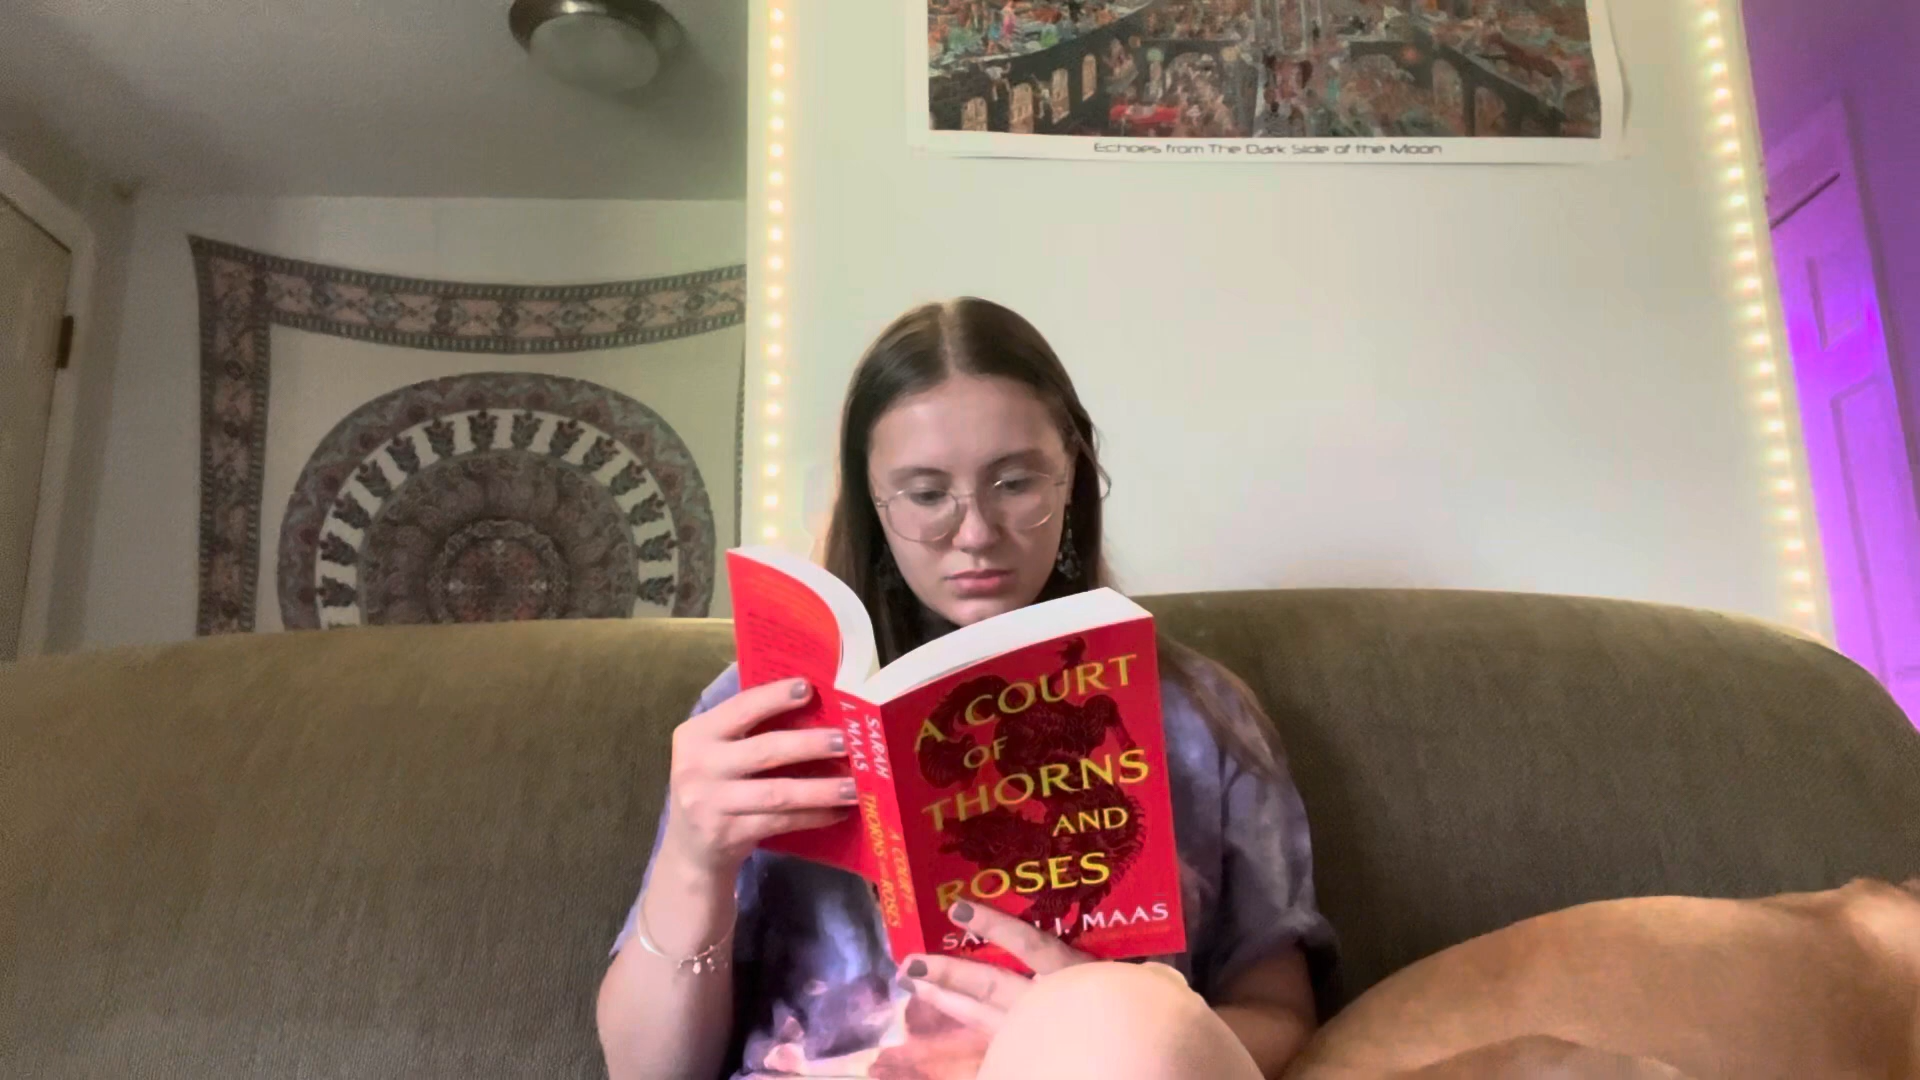 Echoes from The Dark Side of the Moon
A COURT
OF
THORNS
AND
ROSES
J. MAAS
SARAH
J. MAAS
A COURT OF
THORNS AND ROSES